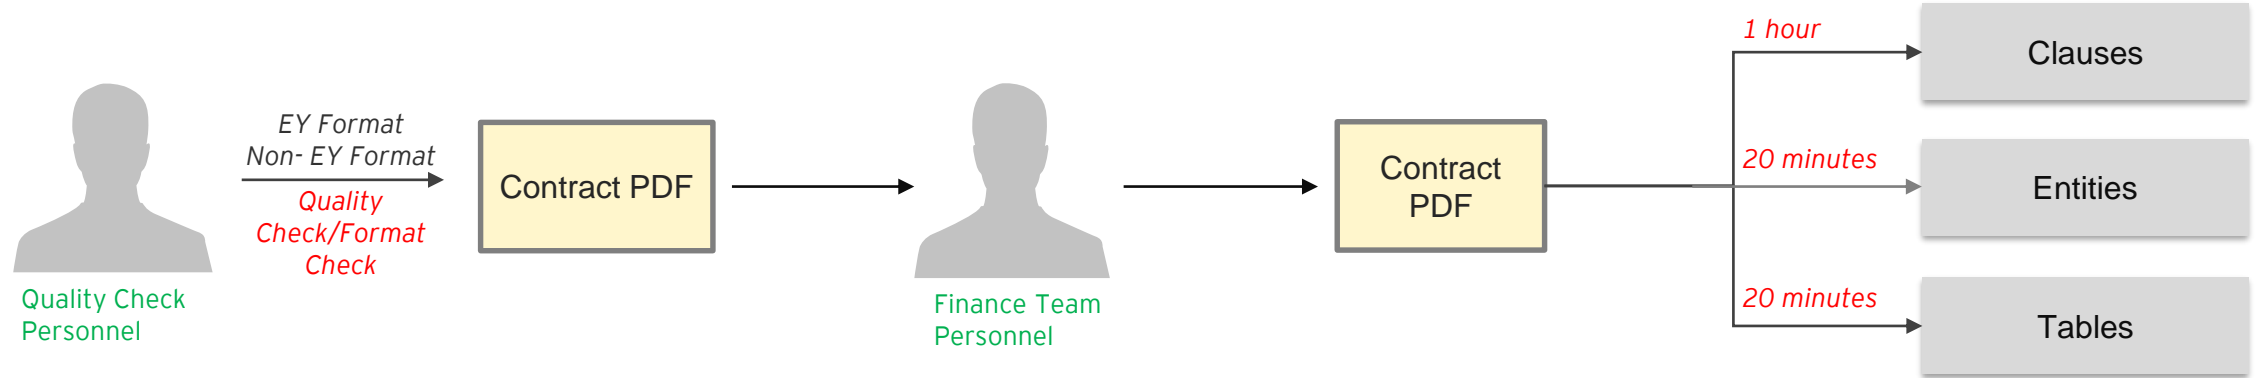 EY Format
Non- EY Format
Quality
Check/Format
Check
Quality Check
Personnel
Contract PDF
Finance Team
Personnel
Contract
PDF
1 hour
Clauses
20 minutes
Entities
20 minutes
Tables